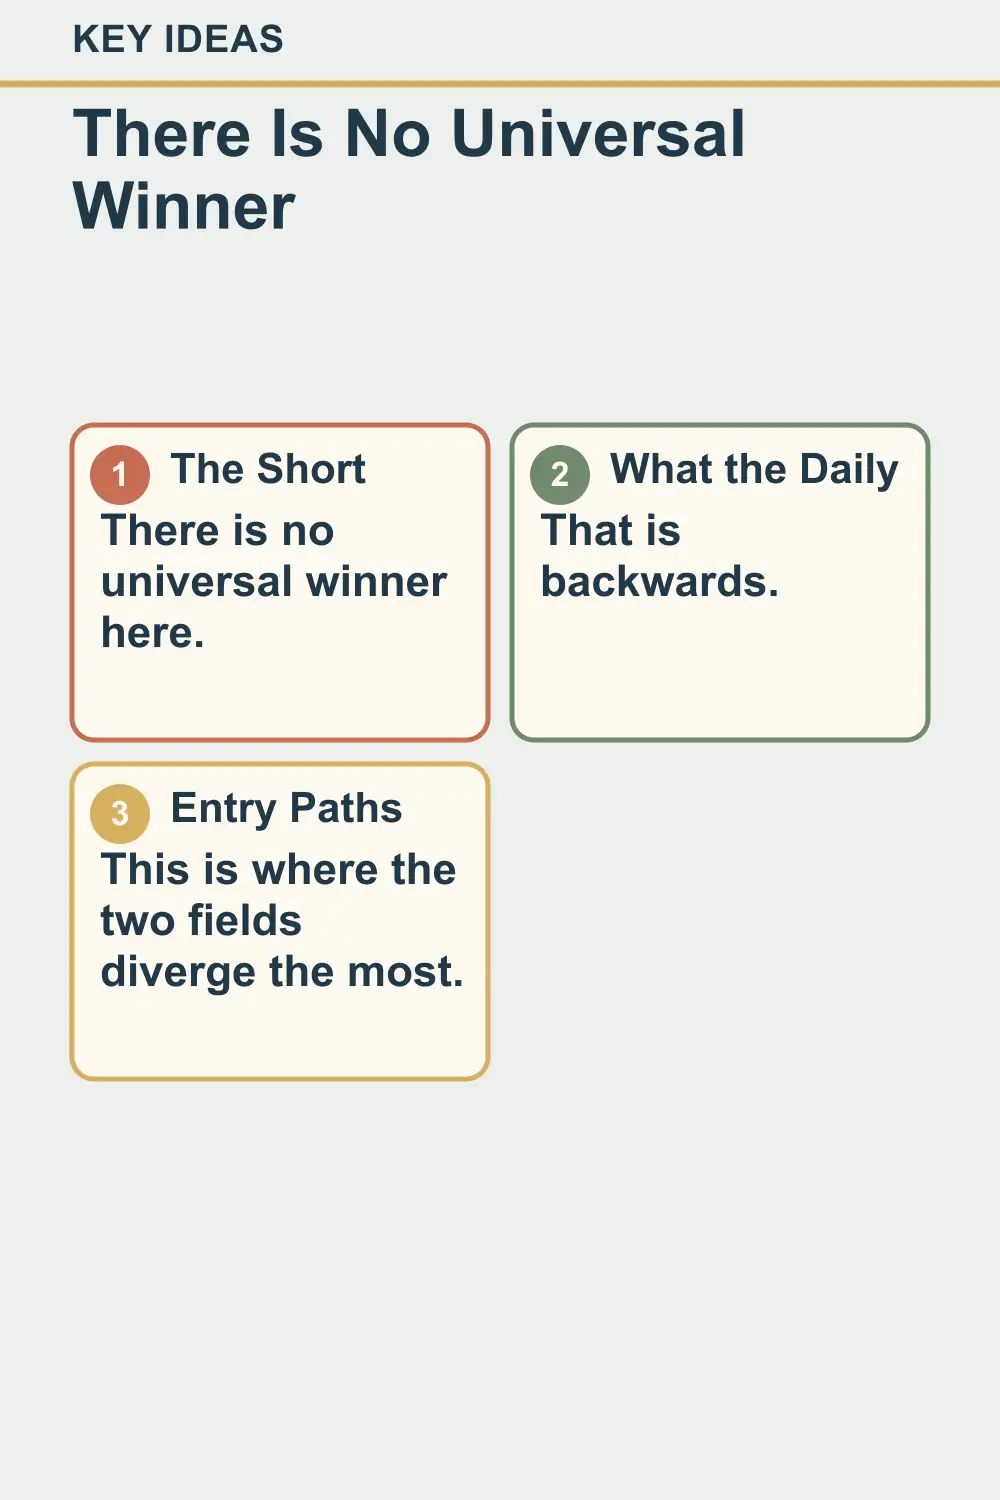 KEY IDEAS
There Is No Universal
Winner
1 The Short
There is no
universal winner
here.
2 What the Daily
That is
backwards.
3 Entry Paths
This is where the
two fields
diverge the most.